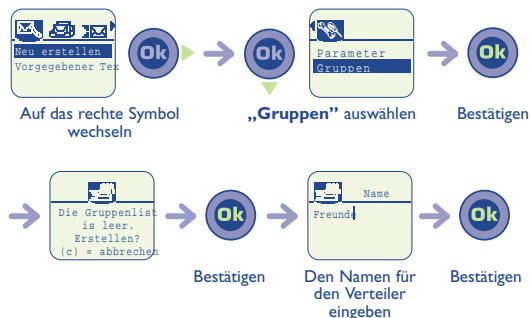 Neu erstellen
Vorgegebener Tex
Ok
Ok
Parameter
Gruppen
Ok
Auf das rechte Symbol
wechseln
„Gruppen” auswählen
Bestätigen
Die Gruppenlist
is leer.
Erstellen?
(c) = abbrechen
Ok
Name
Freunde
Ok
Bestätigen
Den Namen für
den Verteiler
eingeben
Bestätigen